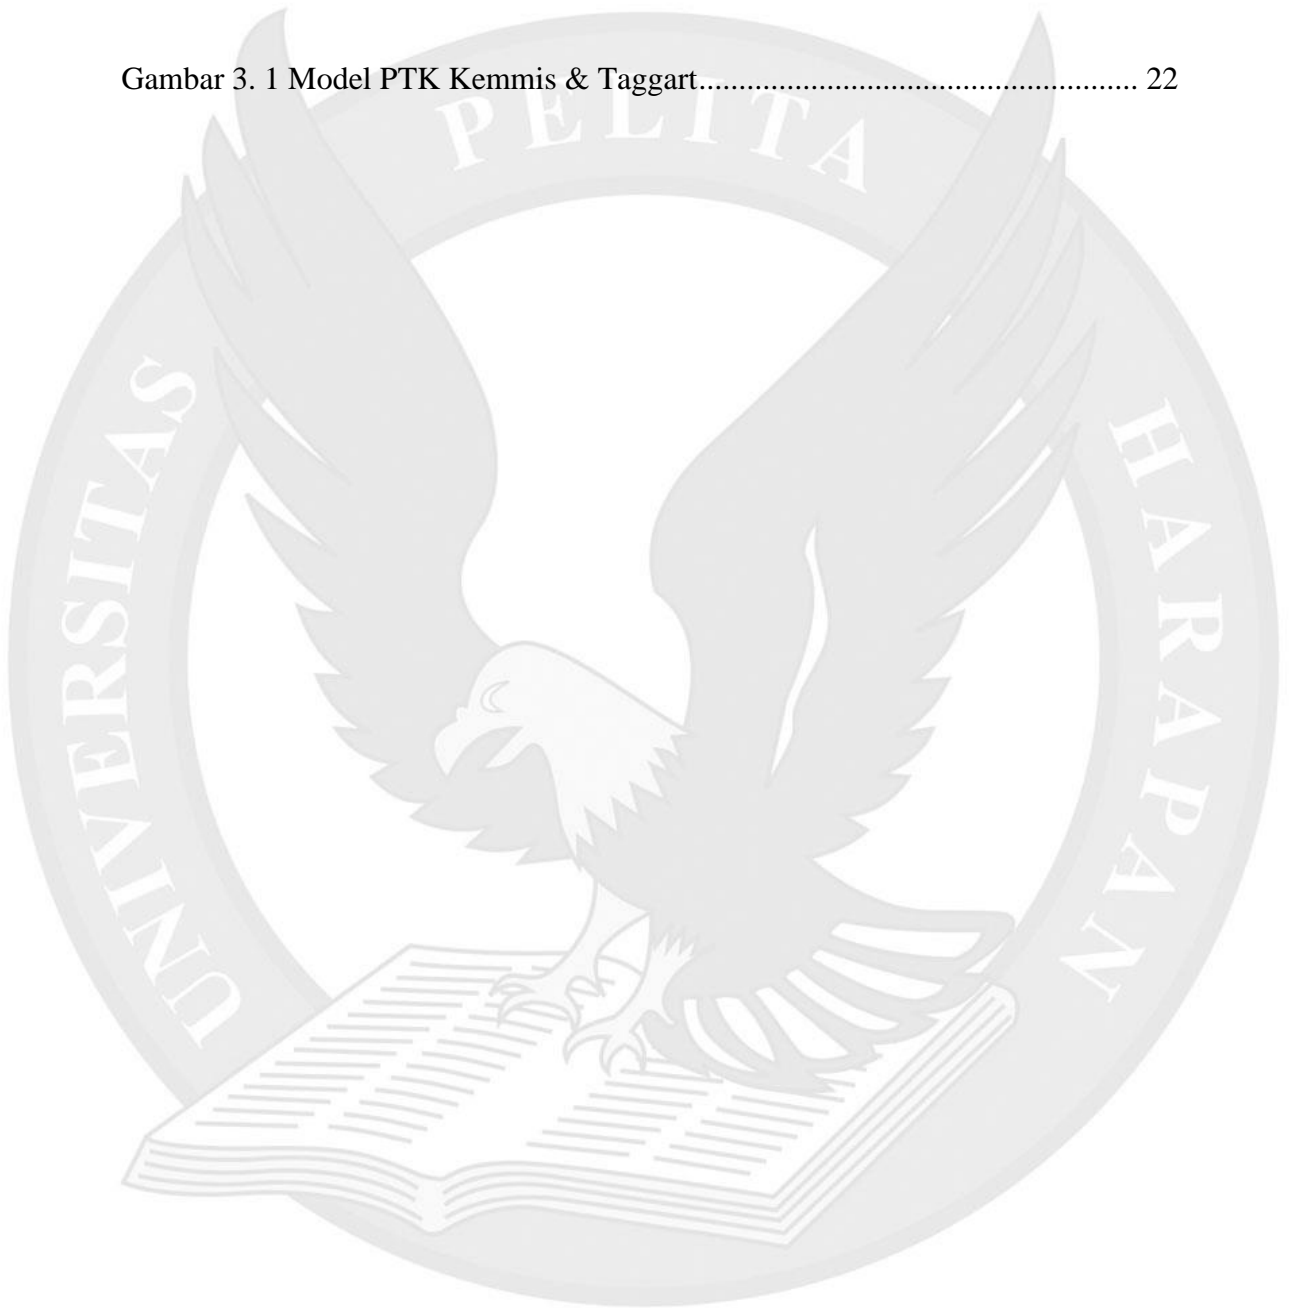 Gambar 3. 1 Model PTK Kemmis & Taggart....................................................... 22
PELITA
UNIVERSITAS
HARAPAN